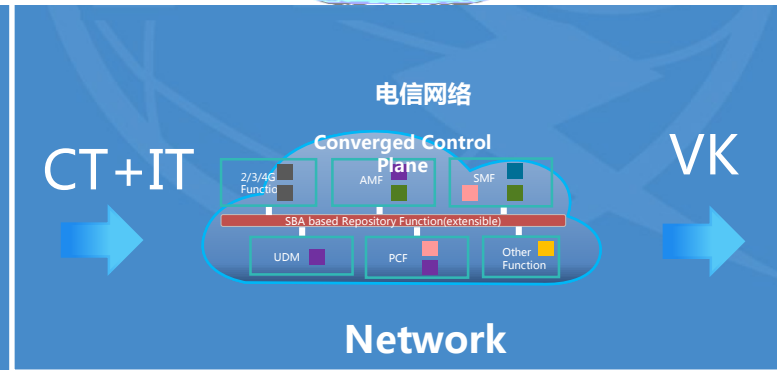 电信网络
CT+IT
VK
Converged Control
Plane
2/3/4G
Functio
AMF
SMF
SBA based Repository Function(extensible)
UDM
PCF
Other
Function
Network